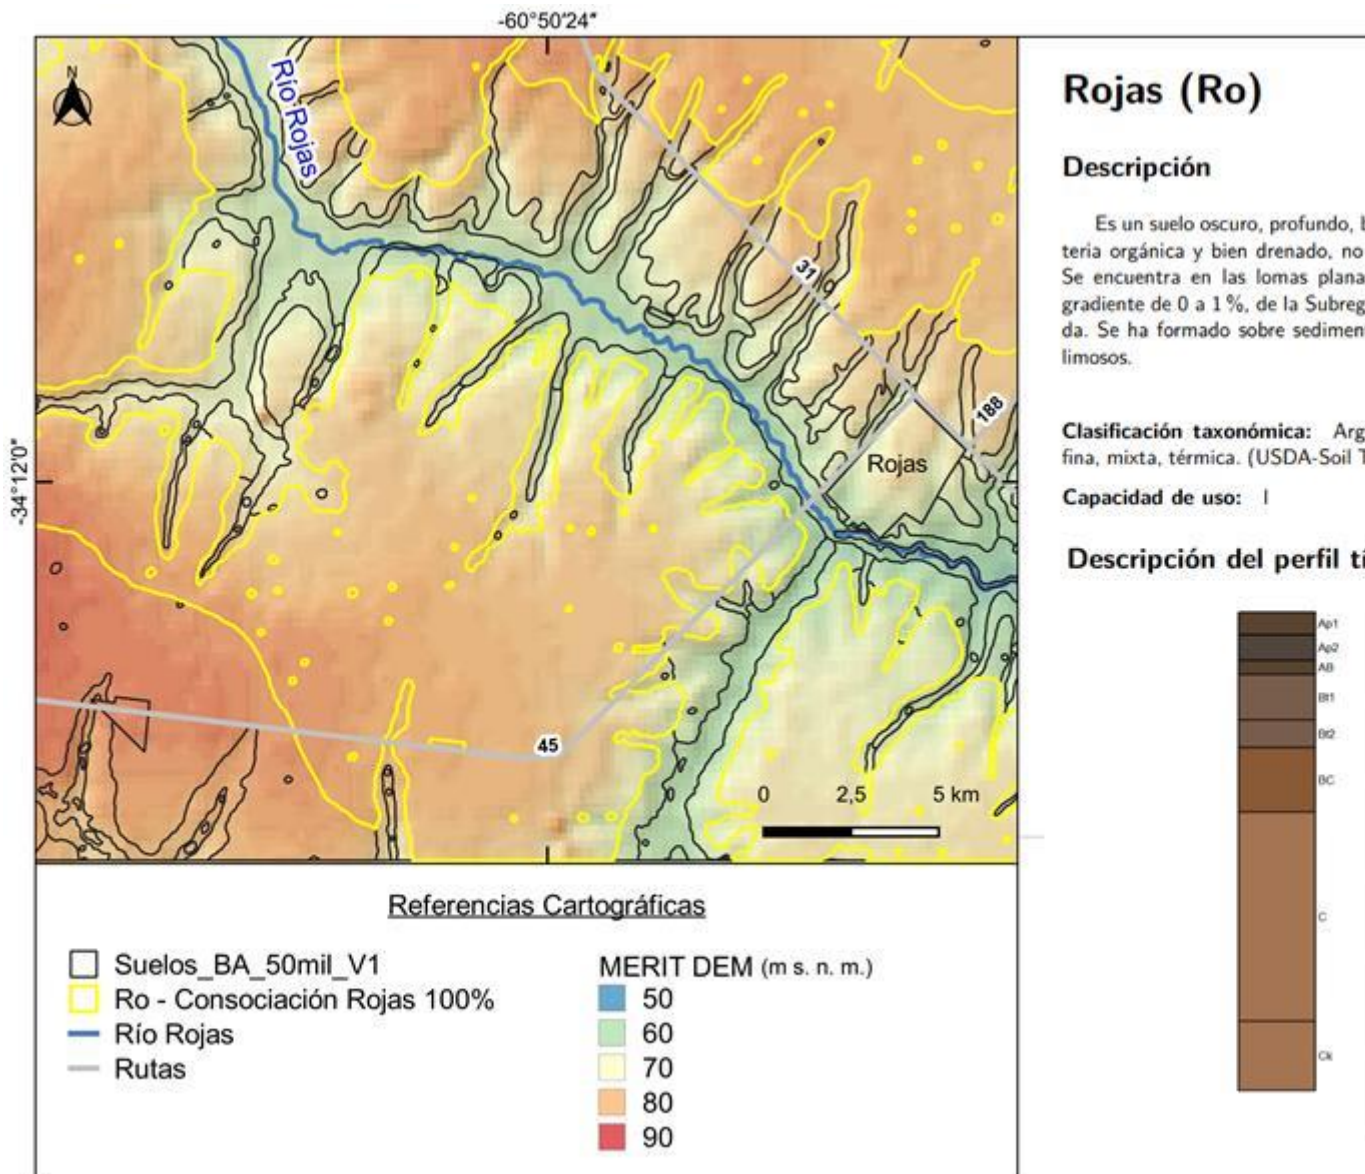 -60°50'24"
N
Río Rojas
31
188
Rojas
-34°12'0"
45
0 2,5 5 km
Referencias Cartográficas
Suelos_BA_50mil_V1
Ro - Consociación Rojas 100%
Río Rojas
Rutas
MERIT DEM (m s. n. m.)
50
60
70
80
90
Rojas (Ro)
Descripción
Es un suelo oscuro, profundo,
teria orgánica y bien drenado, no
Se encuentra en las lomas plana
gradiente de 0 a 1 %, de la Subreg
da. Se ha formado sobre sedimen
limosos.
Clasificación taxonómica: Arg
fina, mixta, térmica. (USDA-Soil T
Capacidad de uso: I
Descripción del perfil tí
Ap1
Ap2
AB
Bt1
Bt2
BC
C
Ck